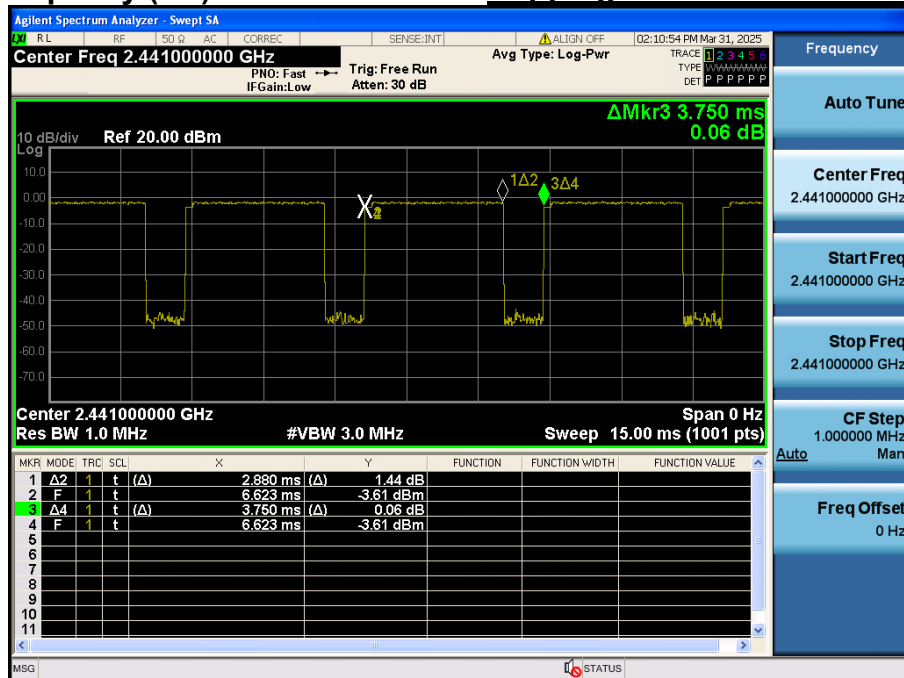 Agilent Spectrum Analyzer - Swept SA
LXI RL RF 50 Ω AC CORREC SENSE:INT ALIGN OFF 02:10:54 PM Mar 31, 2025
Center Freq 2.441000000 GHz
PNO: Fast
IFGain:Low
Trig: Free Run
Atten: 30 dB
Avg Type: Log-Pwr
TRACE 1 2 3 4 5 6
TYPE WWWWWW
DET P P P P P P
ΔMkr3 3.750 ms
0.06 dB
10 dB/div Ref 20.00 dBm
Log
10.0
0.00
-10.0
-20.0
-30.0
-40.0
-50.0
-60.0
-70.0
1Δ2
3Δ4
2
Center 2.441000000 GHz Span 0 Hz
Res BW 1.0 MHz #VBW 3.0 MHz Sweep 15.00 ms (1001 pts)
MKR MODE TRC SCL X Y FUNCTION FUNCTION WIDTH FUNCTION VALUE
1 Δ2 1 t (Δ) 2.880 ms (Δ) 1.44 dB
2 F 1 t 6.623 ms -3.61 dBm
3 Δ4 1 t (Δ) 3.750 ms (Δ) 0.06 dB
4 F 1 t 6.623 ms -3.61 dBm
5
6
7
8
9
10
11
MSG STATUS
Frequency
Auto Tune
Center Freq
2.441000000 GHz
Start Freq
2.441000000 GHz
Stop Freq
2.441000000 GHz
CF Step
1.000000 MHz
Auto Man
Freq Offset
0 Hz